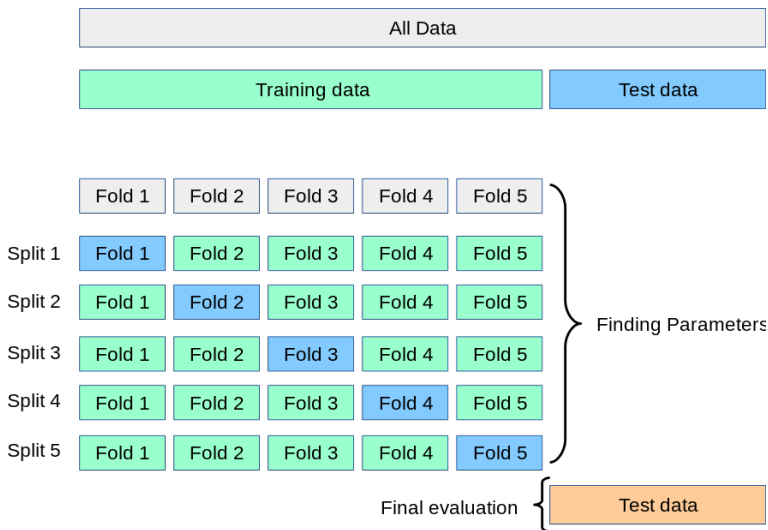 All Data
Training data Test data
Fold 1 Fold 2 Fold 3 Fold 4 Fold 5
Split 1 Fold 1 Fold 2 Fold 3 Fold 4 Fold 5
Split 2 Fold 1 Fold 2 Fold 3 Fold 4 Fold 5
Finding Parameters
Split 3 Fold 1 Fold 2 Fold 3 Fold 4 Fold 5
Split 4 Fold 1 Fold 2 Fold 3 Fold 4 Fold 5
Split 5 Fold 1 Fold 2 Fold 3 Fold 4 Fold 5
Final evaluation Test data